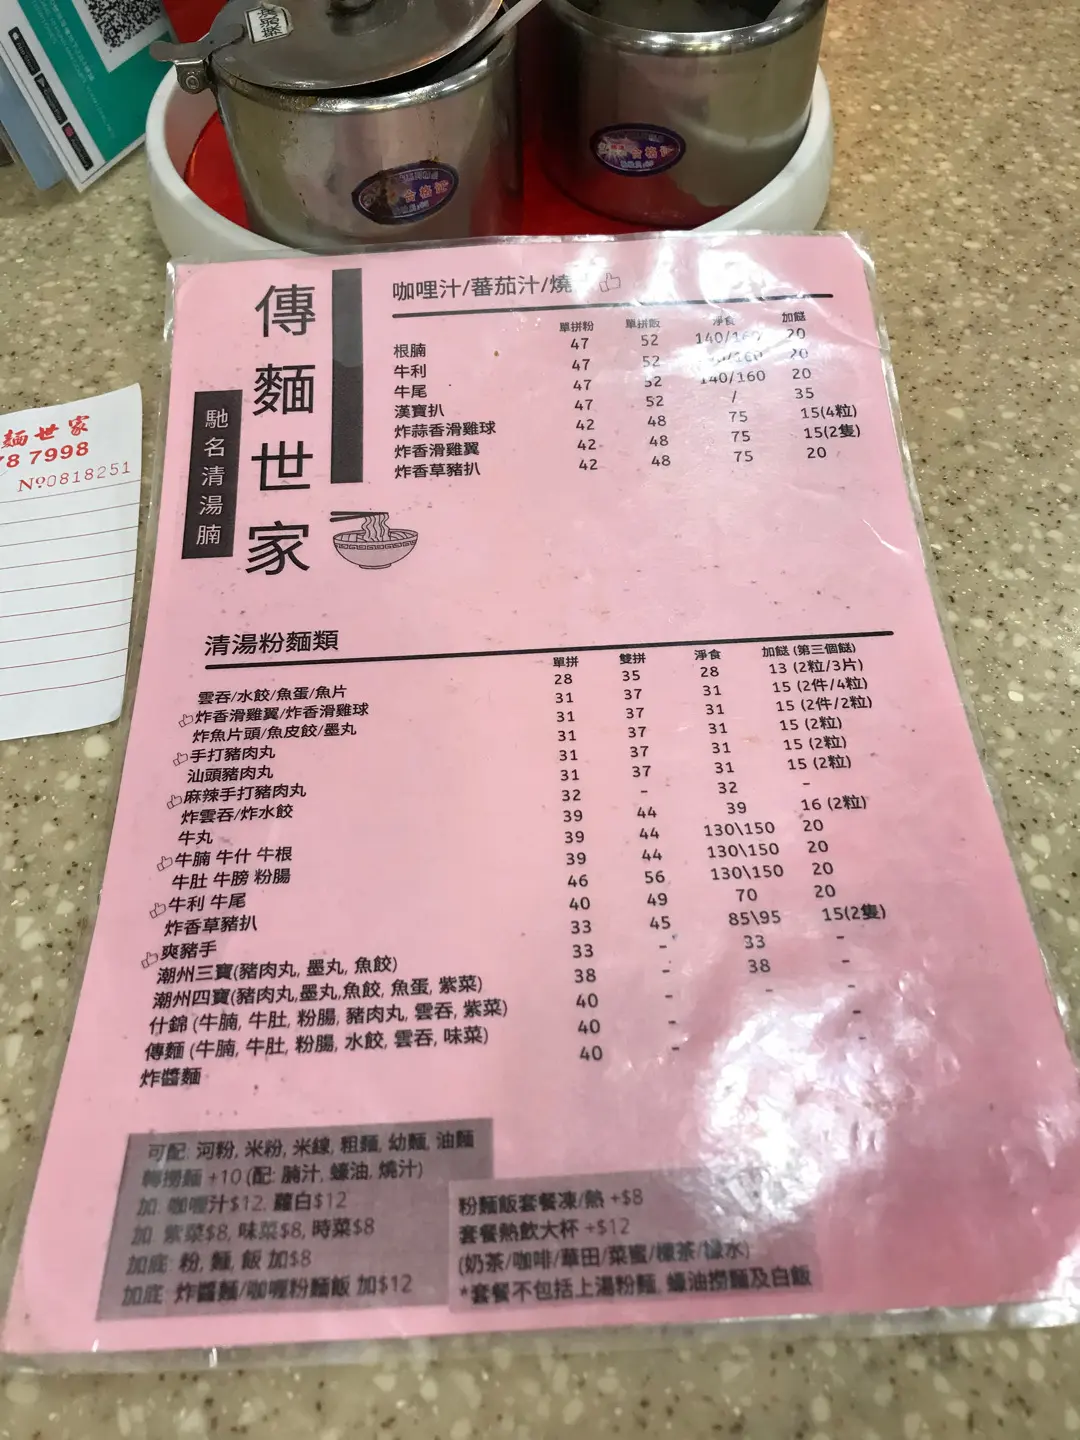 合格證
合格證
麵世家
78 7998
Nº0818251
傳麵世家
馳名清湯腩
咖哩汁/蕃茄汁/燒
單拼粉 單拼飯 淨食 加餸
根腩 47 52 140/160 20
牛利 47 52 140/160 20
牛尾 47 52 140/160 20
漢寶扒 47 52 / 35
炸蒜香滑雞球 42 48 75 15(4粒)
炸香滑雞翼 42 48 75 15(2隻)
炸香草豬扒 42 48 75 20
清湯粉麵類
單拼 雙拼 淨食 加餸 (第三個餸)
雲吞/水餃/魚蛋/魚片 28 35 28 13 (2粒/3片)
炸香滑雞翼/炸香滑雞球 31 37 31 15 (2件/4粒)
炸魚片頭/魚皮餃/墨丸 31 37 31 15 (2件/2粒)
手打豬肉丸 31 37 31 15 (2粒)
汕頭豬肉丸 31 37 31 15 (2粒)
麻辣手打豬肉丸 31 37 31 15 (2粒)
炸雲吞/炸水餃 32 - 32 -
牛丸 39 44 39 16 (2粒)
牛腩 牛什 牛根 39 44 130\150 20
牛肚 牛膀 粉腸 39 44 130\150 20
牛利 牛尾 46 56 130\150 20
炸香草豬扒 40 49 70 20
爽豬手 33 45 85\95 15(2隻)
潮州三寶(豬肉丸, 墨丸, 魚餃) 33 - 33 -
潮州四寶(豬肉丸,墨丸,魚餃, 魚蛋, 紫菜) 38 - 38 -
什錦 (牛腩, 牛肚, 粉腸, 豬肉丸, 雲吞, 紫菜) 40 - - -
傳麵 (牛腩, 牛肚, 粉腸, 水餃, 雲吞, 味菜) 40 - -
炸醬麵 40 - -
可配: 河粉, 米粉, 米線, 粗麵, 幼麵, 油麵
轉撈麵 +10 (配: 腩汁, 蠔油, 燒汁)
加: 咖喱汁$12, 蘿白$12
加: 紫菜$8, 味菜$8, 時菜$8
加底: 粉, 麵, 飯 加$8
加底: 炸醬麵/咖喱粉麵飯 加$12
粉麵飯套餐凍/熱 +$8
套餐熱飲大杯 +$12
(奶茶/咖啡/華田/菜蜜/檸茶/檸水)
*套餐不包括上湯粉麵, 蠔油撈麵及白飯